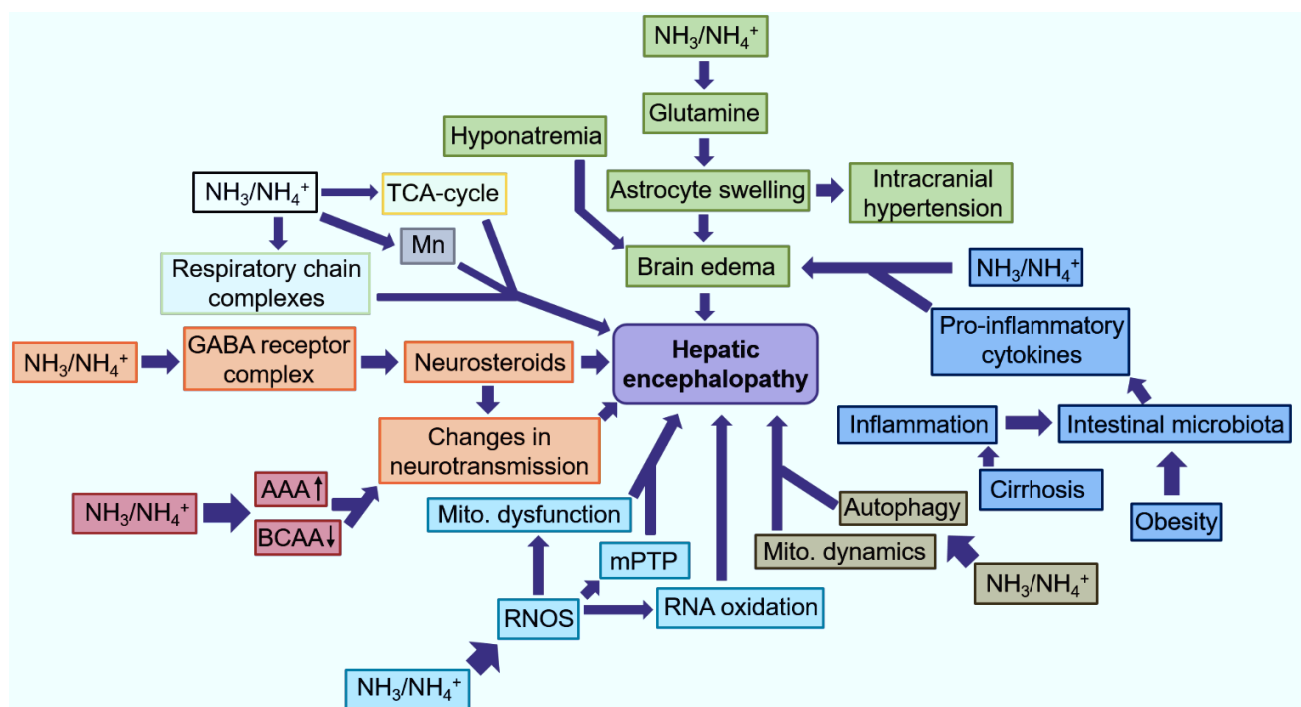 NH₃/NH₄⁺
Glutamine
Hyponatremia
Astrocyte swelling
Intracranial
hypertension
NH₃/NH₄⁺
TCA-cycle
Mn
Respiratory chain
complexes
Brain edema
NH₃/NH₄⁺
Pro-inflammatory
cytokines
NH₃/NH₄⁺
GABA receptor
complex
Neurosteroids
Hepatic
encephalopathy
Changes in
neurotransmission
Inflammation
Intestinal microbiota
Cirrhosis
Obesity
NH₃/NH₄⁺
AAA↑
BCAA↓
Mito. dysfunction
mPTP
RNOS
RNA oxidation
NH₃/NH₄⁺
Autophagy
Mito. dynamics
NH₃/NH₄⁺